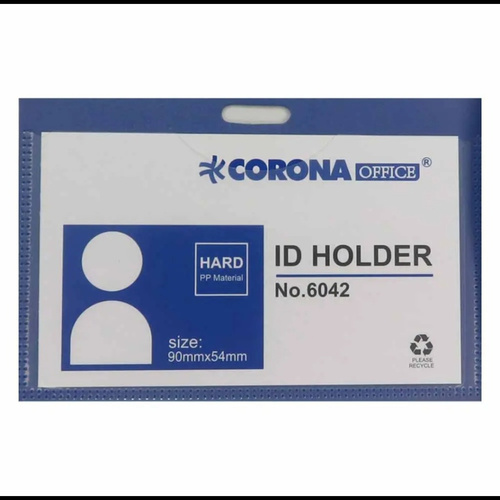 CORONA OFFICE®
HARD
PP Material
ID HOLDER
No.6042
size:
90mmx54mm
PLEASE
RECYCLE